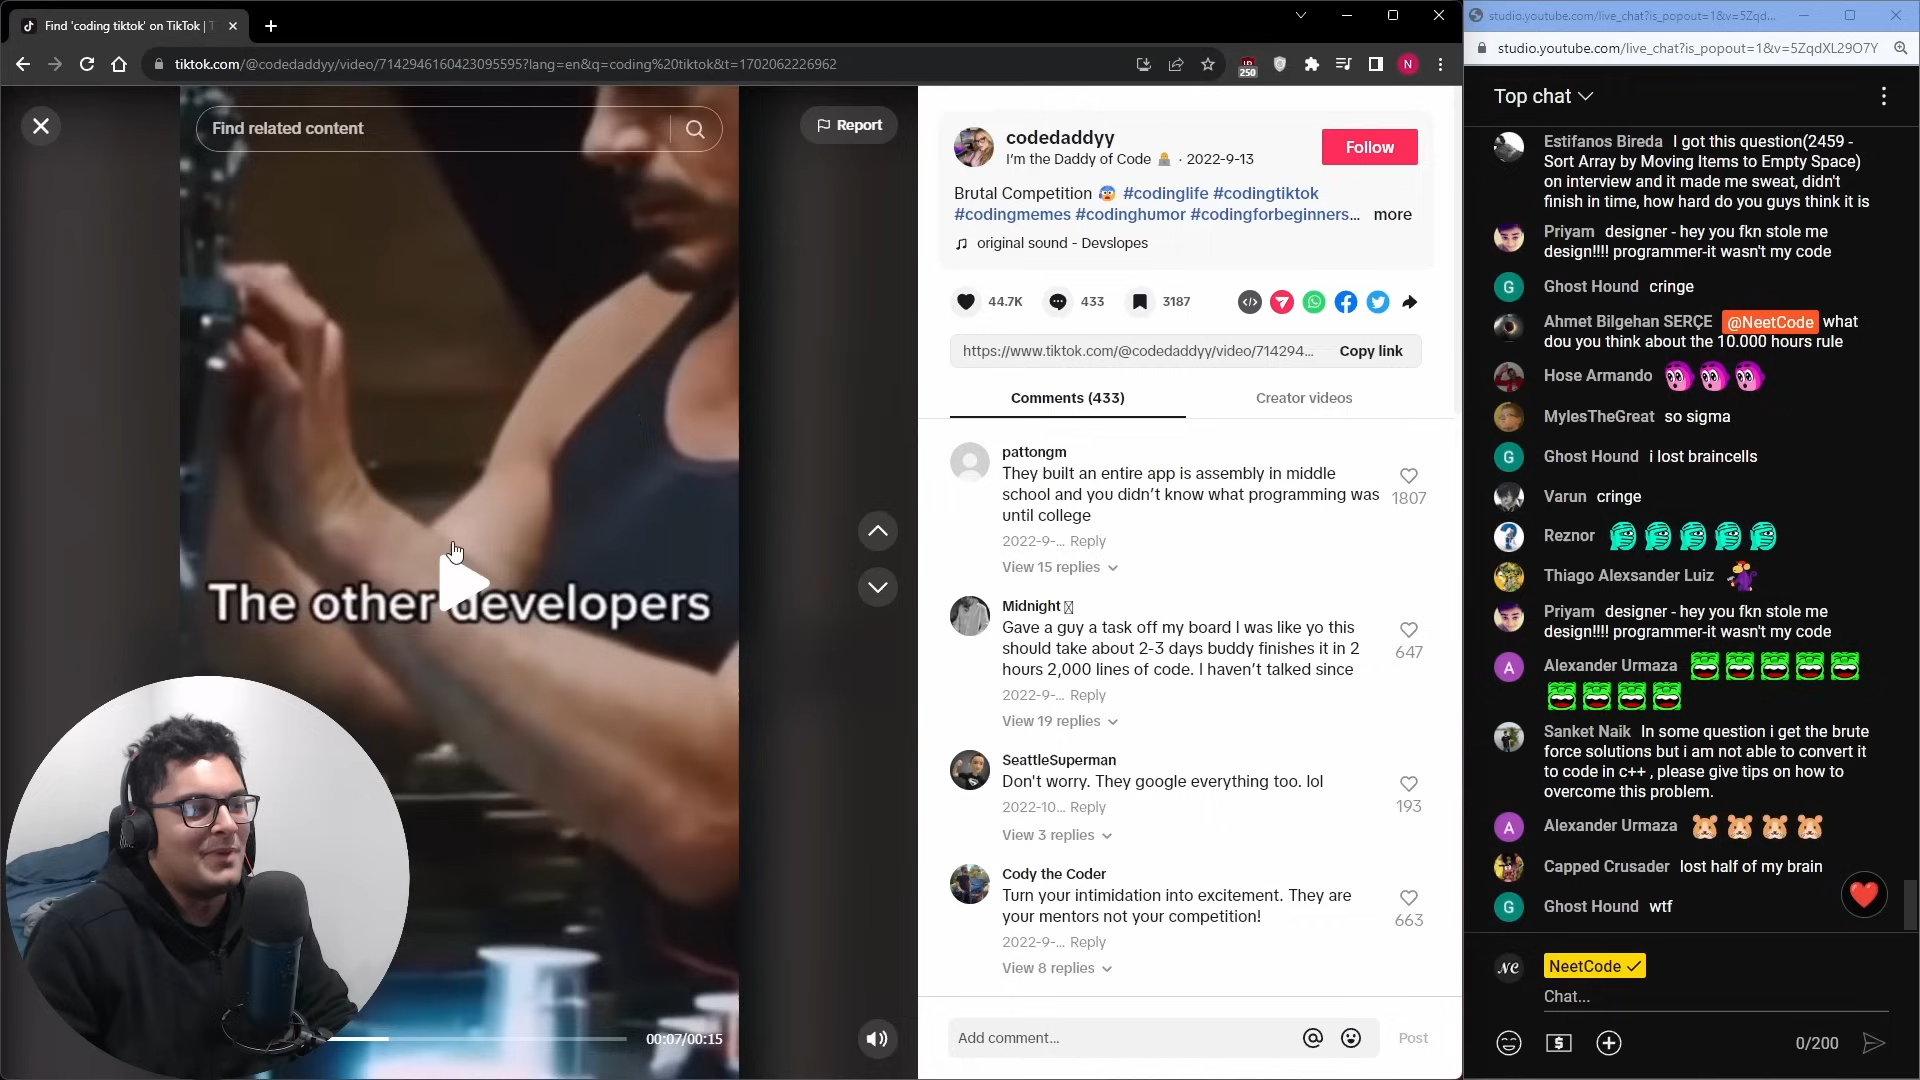 Find 'coding tiktok' on TikTok | T
tiktok.com/@codedaddyy/video/7142946160423095595?lang=en&q=coding%20tiktok&t=1702062226962
250
N
Find related content
Report
The other developers
00:07/00:15
codedaddyy
I'm the Daddy of Code · 2022-9-13
Follow
Brutal Competition 😰 #codinglife #codingtiktok
#codingmemes #codinghumor #codingforbeginners... more
original sound - Devslopes
44.7K
433
3187
https://www.tiktok.com/@codedaddyy/video/714294...
Copy link
Comments (433)
Creator videos
pattongm
They built an entire app is assembly in middle
school and you didn’t know what programming was
until college
1807
2022-9-... Reply
View 15 replies
Midnight
Gave a guy a task off my board I was like yo this
should take about 2-3 days buddy finishes it in 2
hours 2,000 lines of code. I haven’t talked since
647
2022-9-... Reply
View 19 replies
SeattleSuperman
Don't worry. They google everything too. lol
193
2022-10... Reply
View 3 replies
Cody the Coder
Turn your intimidation into excitement. They are
your mentors not your competition!
663
2022-9-... Reply
View 8 replies
Add comment...
Post
studio.youtube.com/live_chat?is_popout=1&v=5Zqd...
studio.youtube.com/live_chat?is_popout=1&v=5ZqdXL29O7Y
Top chat
Estifanos Bireda I got this question(2459 -
Sort Array by Moving Items to Empty Space)
on interview and it made me sweat, didn't
finish in time, how hard do you guys think it is
Priyam designer - hey you fkn stole me
design!!!! programmer-it wasn't my code
G
Ghost Hound cringe
Ahmet Bilgehan SERÇE @NeetCode what
dou you think about the 10.000 hours rule
Hose Armando
MylesTheGreat so sigma
G
Ghost Hound i lost braincells
Varun cringe
Reznor
Thiago Alexsander Luiz
Priyam designer - hey you fkn stole me
design!!!! programmer-it wasn't my code
A
Alexander Urmaza
Sanket Naik In some question i get the brute
force solutions but i am not able to convert it
to code in c++ , please give tips on how to
overcome this problem.
A
Alexander Urmaza 🐹🐹🐹🐹
Capped Crusader lost half of my brain
G
Ghost Hound wtf
NC
NeetCode
Chat...
0/200